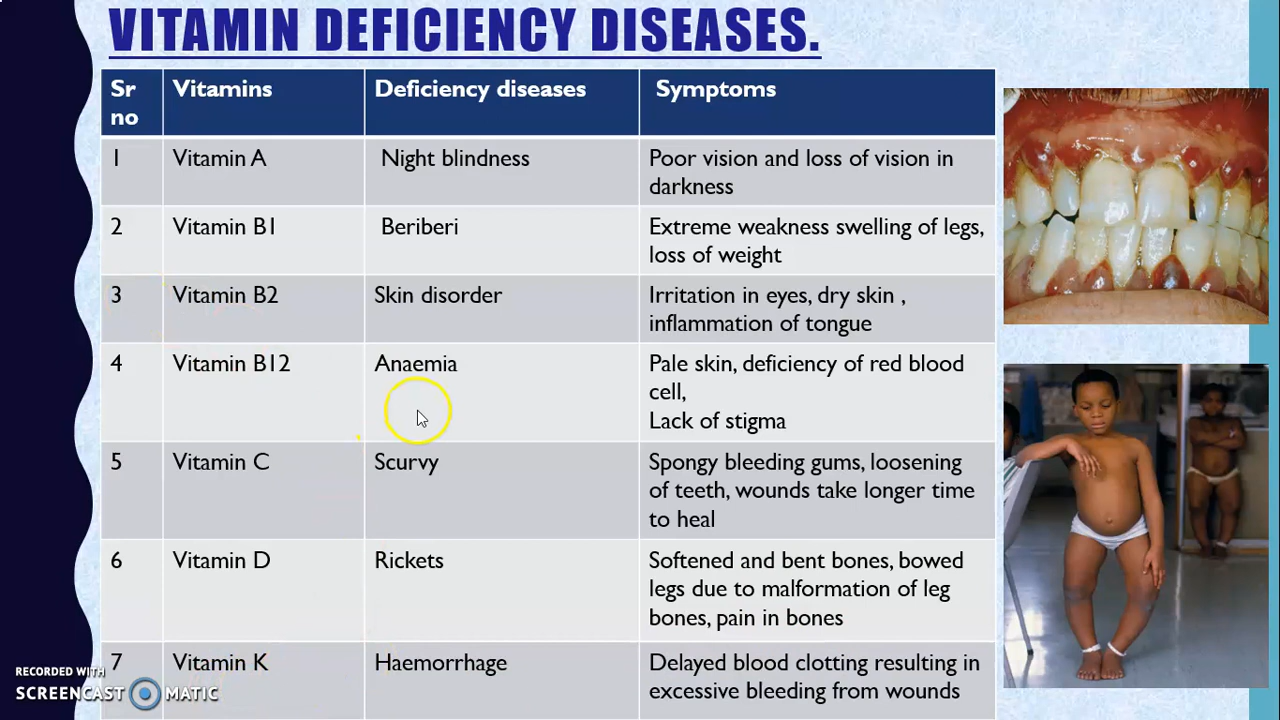 VITAMIN DEFICIENCY DISEASES.
Sr no Vitamins Deficiency diseases Symptoms
1 Vitamin A Night blindness Poor vision and loss of vision in
darkness
2 Vitamin B1 Beriberi Extreme weakness swelling of legs,
loss of weight
3 Vitamin B2 Skin disorder Irritation in eyes, dry skin ,
inflammation of tongue
4 Vitamin B12 Anaemia Pale skin, deficiency of red blood
cell,
Lack of stigma
5 Vitamin C Scurvy Spongy bleeding gums, loosening
of teeth, wounds take longer time
to heal
6 Vitamin D Rickets Softened and bent bones, bowed
legs due to malformation of leg
bones, pain in bones
7 Vitamin K Haemorrhage Delayed blood clotting resulting in
excessive bleeding from wounds
RECORDED WITH
SCREENCAST MATIC